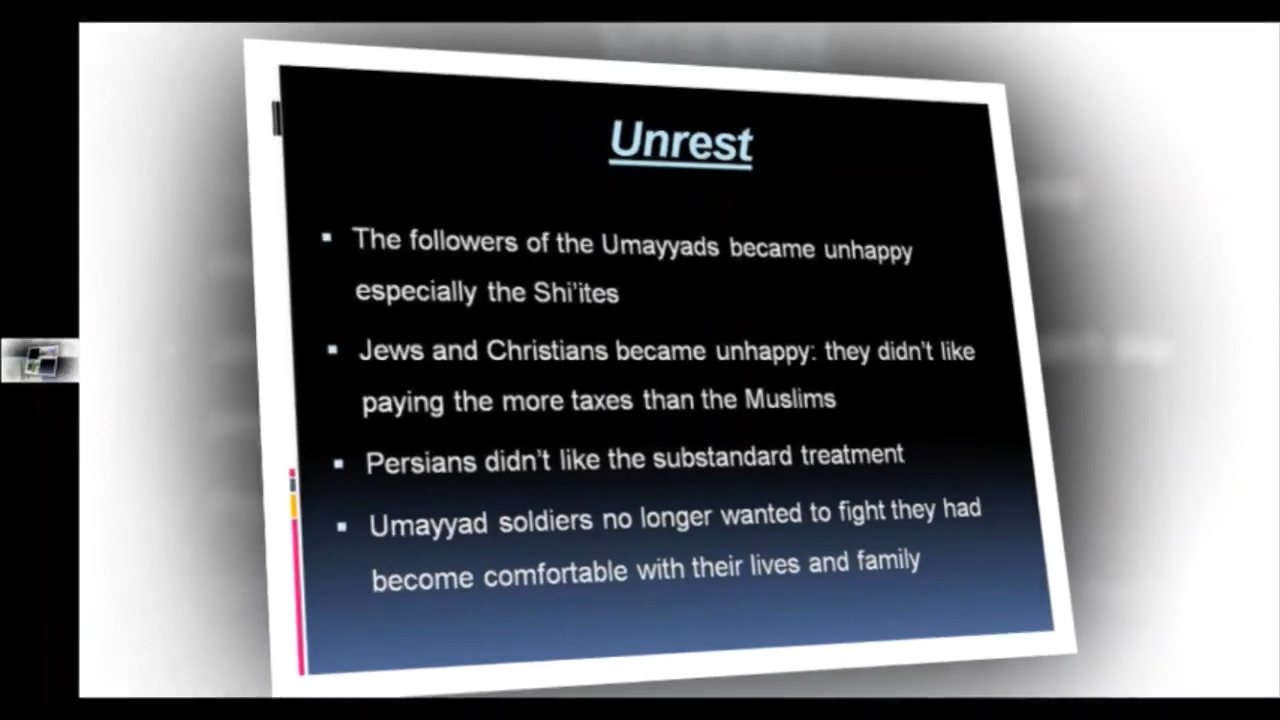 Unrest
▪ The followers of the Umayyads became unhappy
especially the Shi'ites
▪ Jews and Christians became unhappy: they didn't like
paying the more taxes than the Muslims
▪ Persians didn't like the substandard treatment
▪ Umayyad soldiers no longer wanted to fight they had
become comfortable with their lives and family